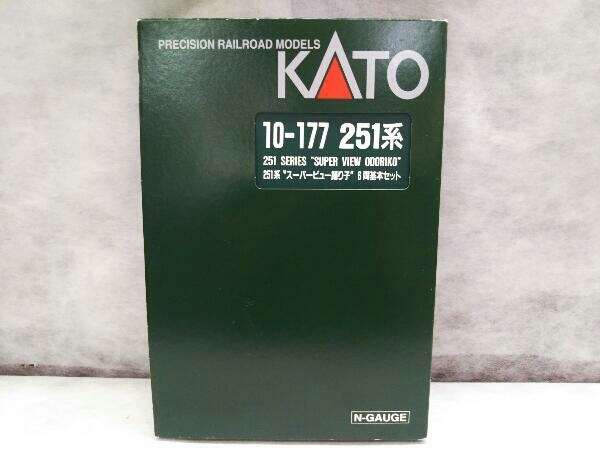 PRECISION RAILROAD MODELS
KATO
10-177 251系
251 SERIES "SUPER VIEW ODORIKO"
251系 "スーパービュー踊り子" 6両基本セット
N-GAUGE